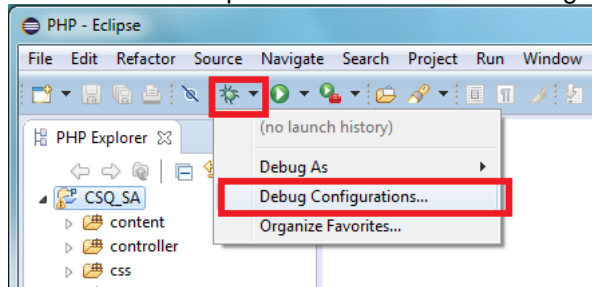 PHP - Eclipse
File Edit Refactor Source Navigate Search Project Run Window
(no launch history)
PHP Explorer
Debug As
CSQ_SA
Debug Configurations...
content
Organize Favorites...
controller
css